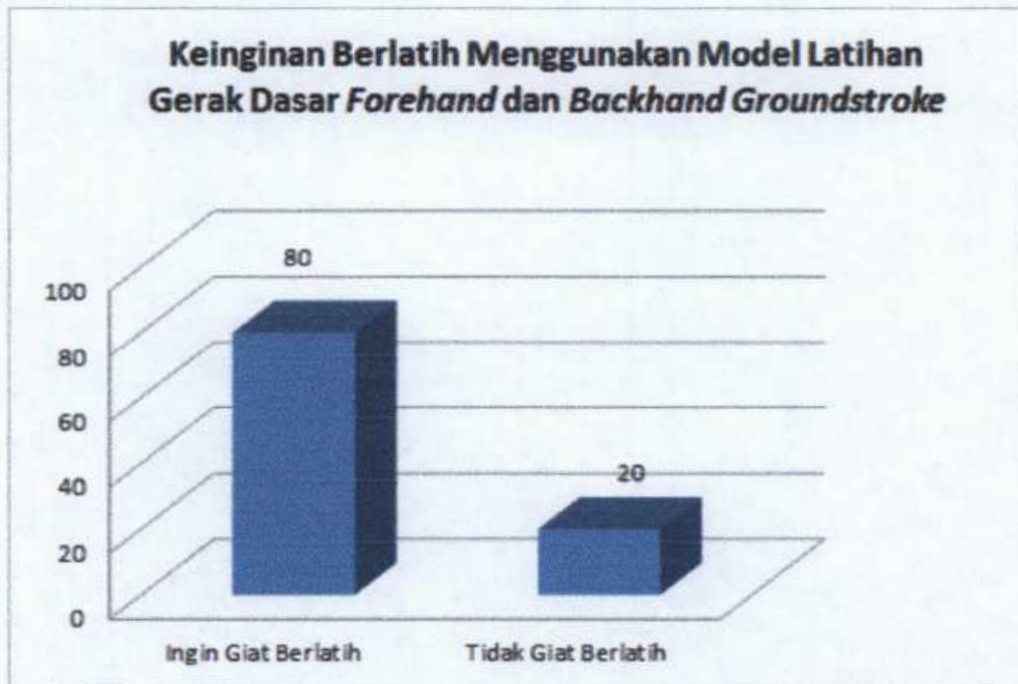 Keinginan Berlatih Menggunakan Model Latihan
Gerak Dasar Forehand dan Backhand Groundstroke
80
100
80
60
40
20
0
20
Ingin Giat Berlatih
Tidak Giat Berlatih